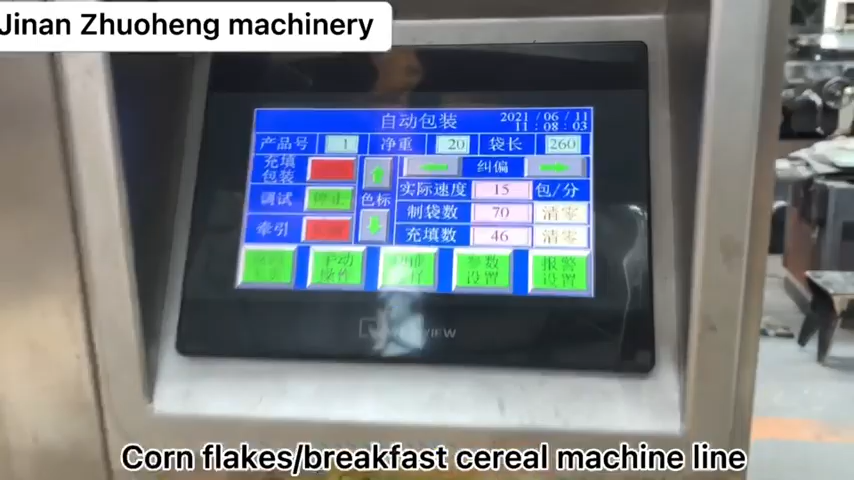 Jinan Zhuoheng machinery
自动包装
2021/06/11
11:08:03
产品号 1 净重 20 袋长 260
充填包装
纠偏
调试 停止
色标
实际速度 15 包/分
制袋数 70 清零
牵引
充填数 46 清零
手动操作
参数设置
报警设置
Corn flakes/breakfast cereal machine line